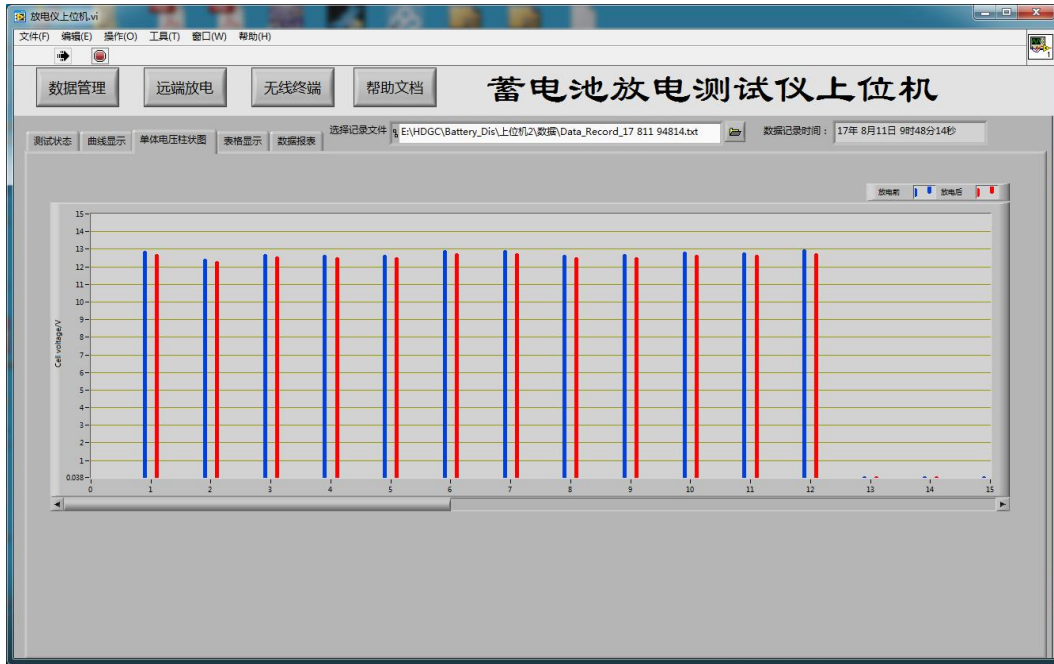 放电仪上位机.vi
文件(F) 编辑(E) 操作(O) 工具(T) 窗口(W) 帮助(H)
数据管理 远端放电 无线终端 帮助文档 蓄电池放电测试仪上位机
测试状态 曲线显示 单体电压柱状图 表格显示 数据报表 选择记录文件 E:\HDGC\Battery_Dis\上位机2\数据\Data_Record_17 811 94814.txt 数据记录时间： 17年 8月11日 9时48分14秒
放电前 放电后
15
14
13
12
11
10
9
8
7
6
5
4
3
2
1
0.038
Cell voltage/V
0 1 2 3 4 5 6 7 8 9 10 11 12 13 14 15